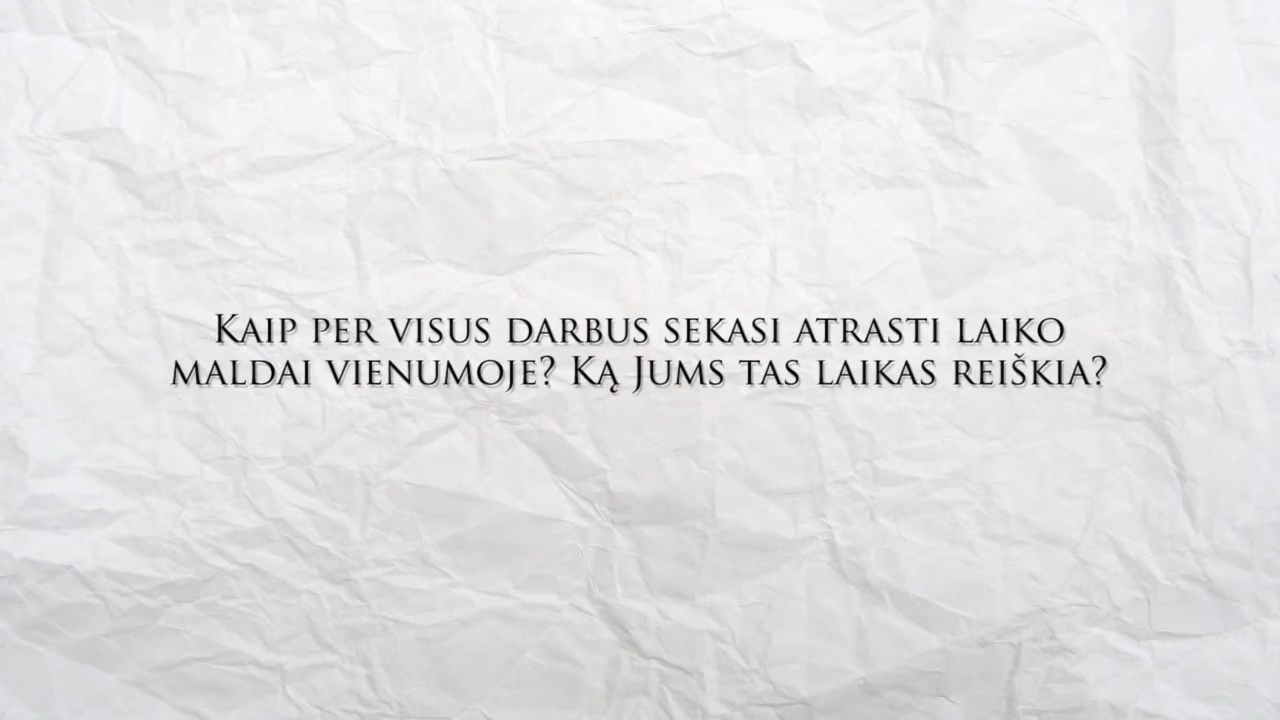 Kaip per visus darbus sekasi atrasti laiko
maldai vienumoje? Ką Jums tas laikas reiškia?